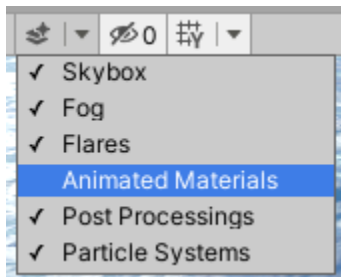 0
Skybox
Fog
Flares
Animated Materials
Post Processings
Particle Systems